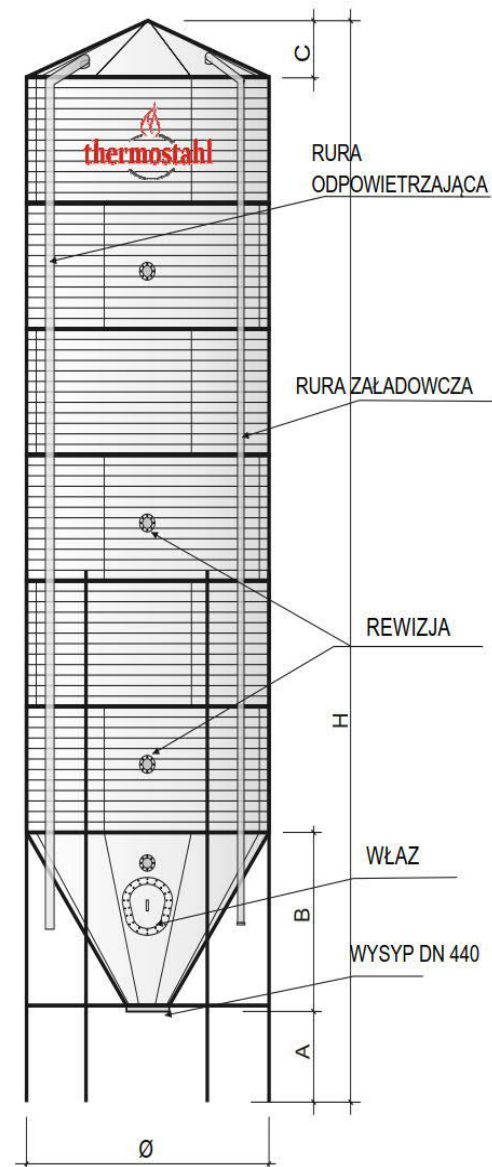 C
thermostahl
RURA
ODPOWIETRZAJĄCA
RURA ZAŁADOWCZA
REWIZJA
H
WŁAZ
B
WYSYP DN 440
A
Ø